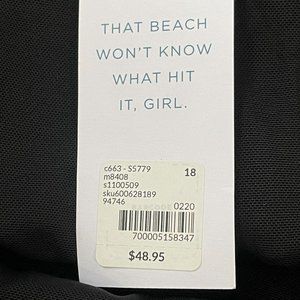 THAT BEACH
WON'T KNOW
WHAT HIT
IT, GIRL.
c663 - S5779 18
m8408
s1100509
sku600628189
94746
0220
700005158347
$48.95